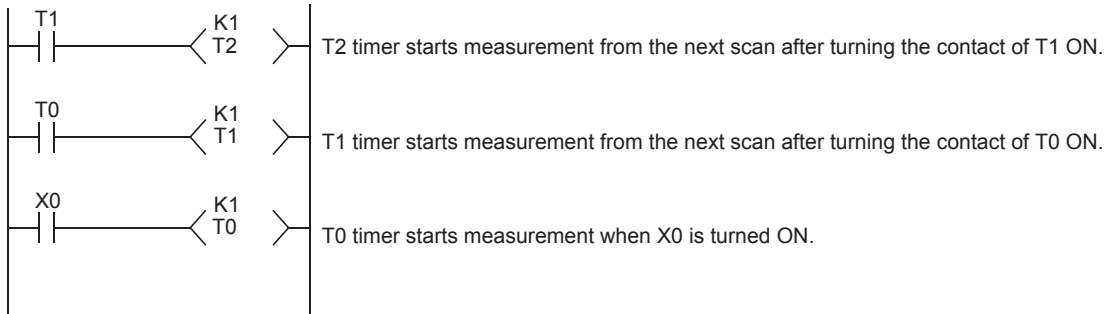 T1
K1
T2
T2 timer starts measurement from the next scan after turning the contact of T1 ON.
T0
K1
T1
T1 timer starts measurement from the next scan after turning the contact of T0 ON.
X0
K1
T0
T0 timer starts measurement when X0 is turned ON.